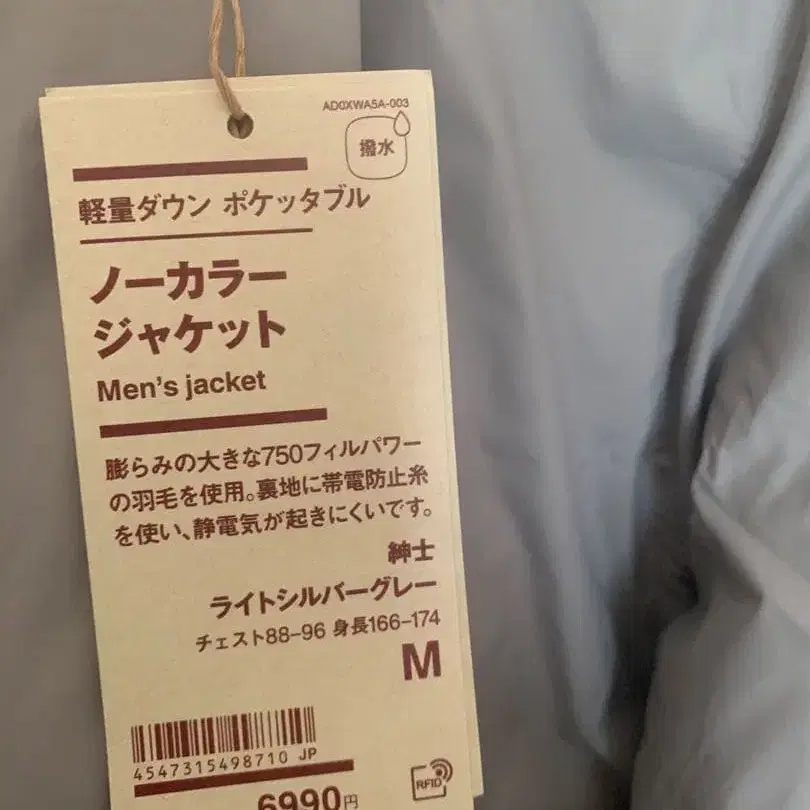 AD0XWA5A-003
撥水
軽量ダウン ポケッタブル
ノーカラー
ジャケット
Men's jacket
膨らみの大きな750フィルパワー
の羽毛を使用。裏地に帯電防止糸
を使い、静電気が起きにくいです。
紳士
ライトシルバーグレー
チェスト88-96 身長166-174
M
4547315498710 JP
RFID
6990円